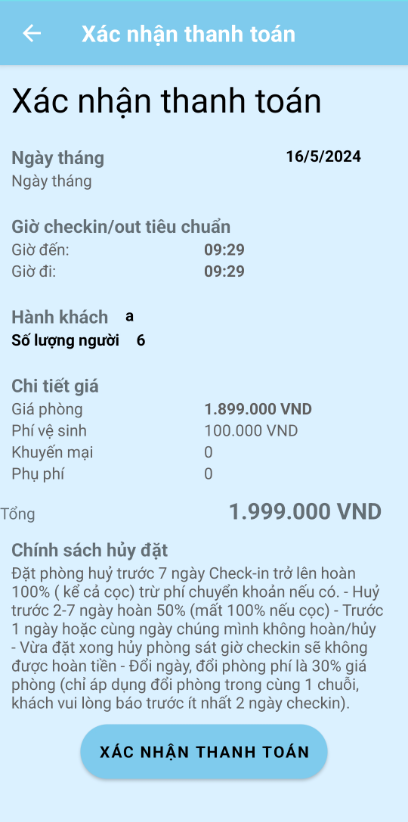 Xác nhận thanh toán
Xác nhận thanh toán
Ngày tháng 16/5/2024
Ngày tháng
Giờ checkin/out tiêu chuẩn
Giờ đến: 09:29
Giờ đi: 09:29
Hành khách a
Số lượng người 6
Chi tiết giá
Giá phòng 1.899.000 VND
Phí vệ sinh 100.000 VND
Khuyến mại 0
Phụ phí 0
Tổng 1.999.000 VND
Chính sách hủy đặt
Đặt phòng huỷ trước 7 ngày Check-in trở lên hoàn
100% ( kể cả cọc) trừ phí chuyển khoản nếu có. - Huỷ
trước 2-7 ngày hoàn 50% (mất 100% nếu cọc) - Trước
1 ngày hoặc cùng ngày chúng mình không hoàn/hủy
- Vừa đặt xong hủy phòng sát giờ checkin sẽ không
được hoàn tiền - Đổi ngày, đổi phòng phí là 30% giá
phòng (chỉ áp dụng đổi phòng trong cùng 1 chuỗi,
khách vui lòng báo trước ít nhất 2 ngày checkin).
XÁC NHẬN THANH TOÁN